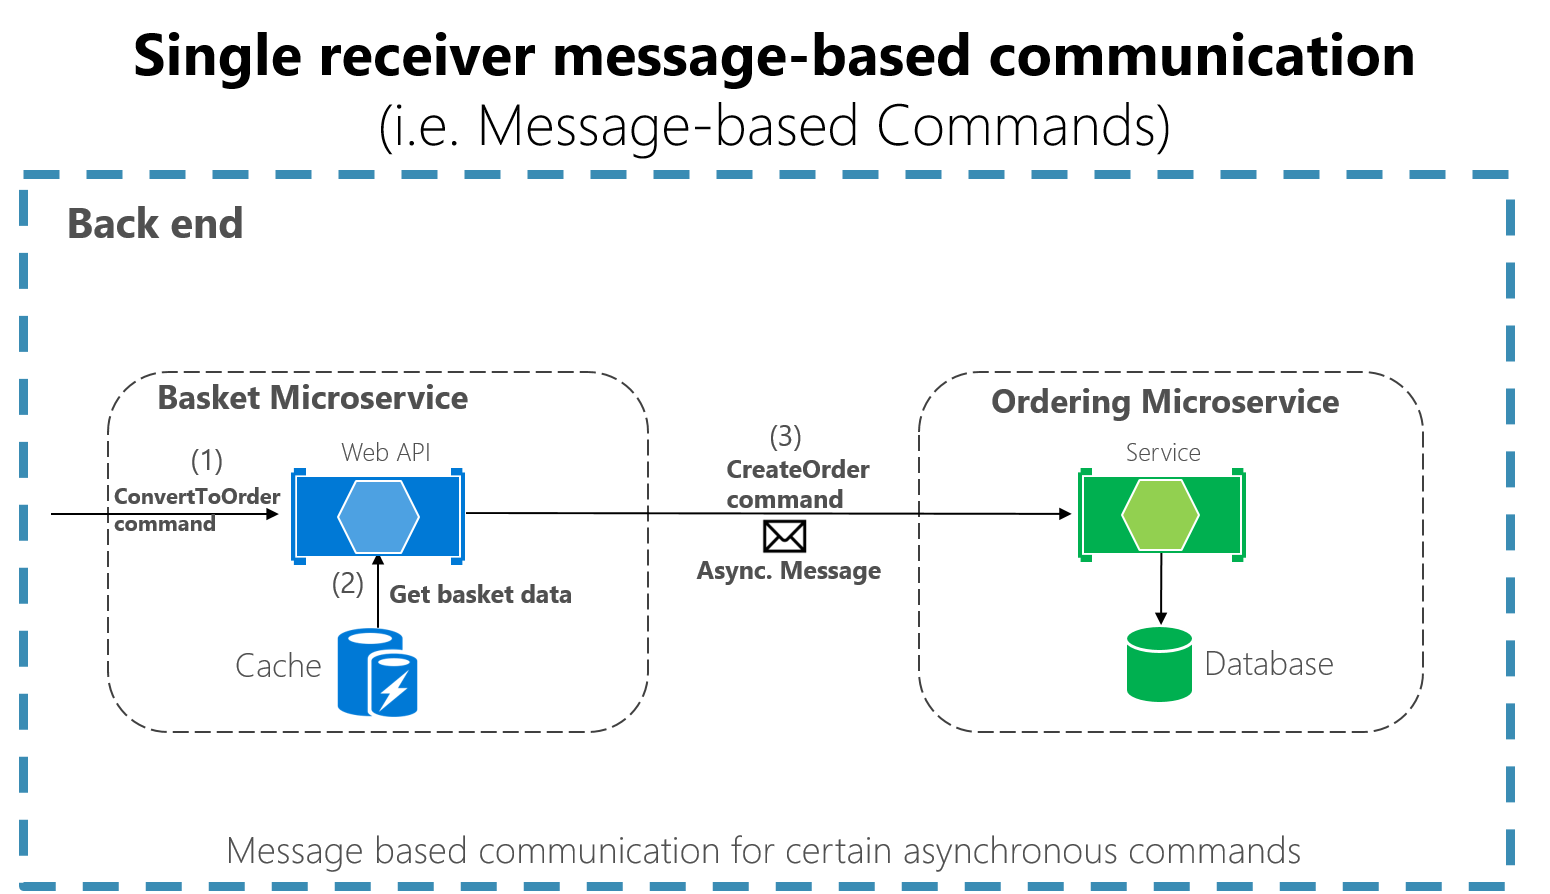 Single receiver message-based communication
(i.e. Message-based Commands)
Back end
Basket Microservice
Web API
(1)
ConvertToOrder
command
(2)
Get basket data
Cache
(3)
CreateOrder
command
Async. Message
Ordering Microservice
Service
Database
Message based communication for certain asynchronous commands